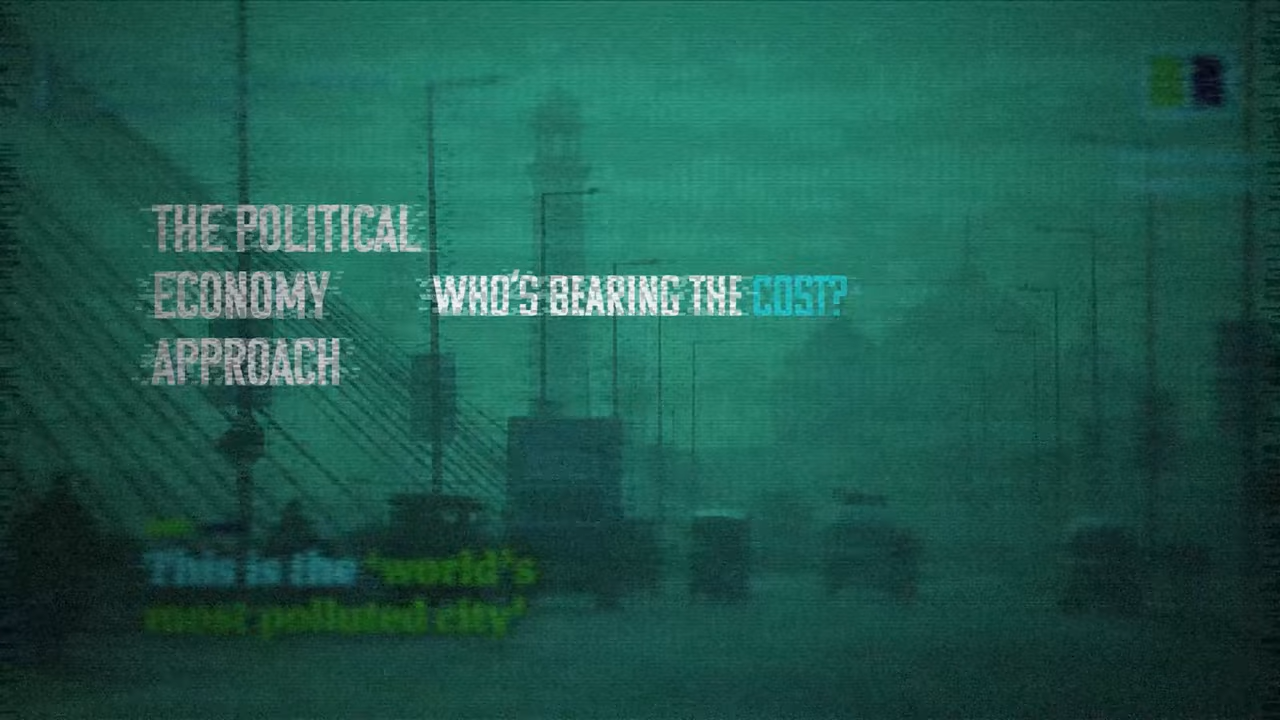 THE POLITICAL
ECONOMY
APPROACH
WHO'S BEARING THE COST?
This is the 'world's
most polluted city'